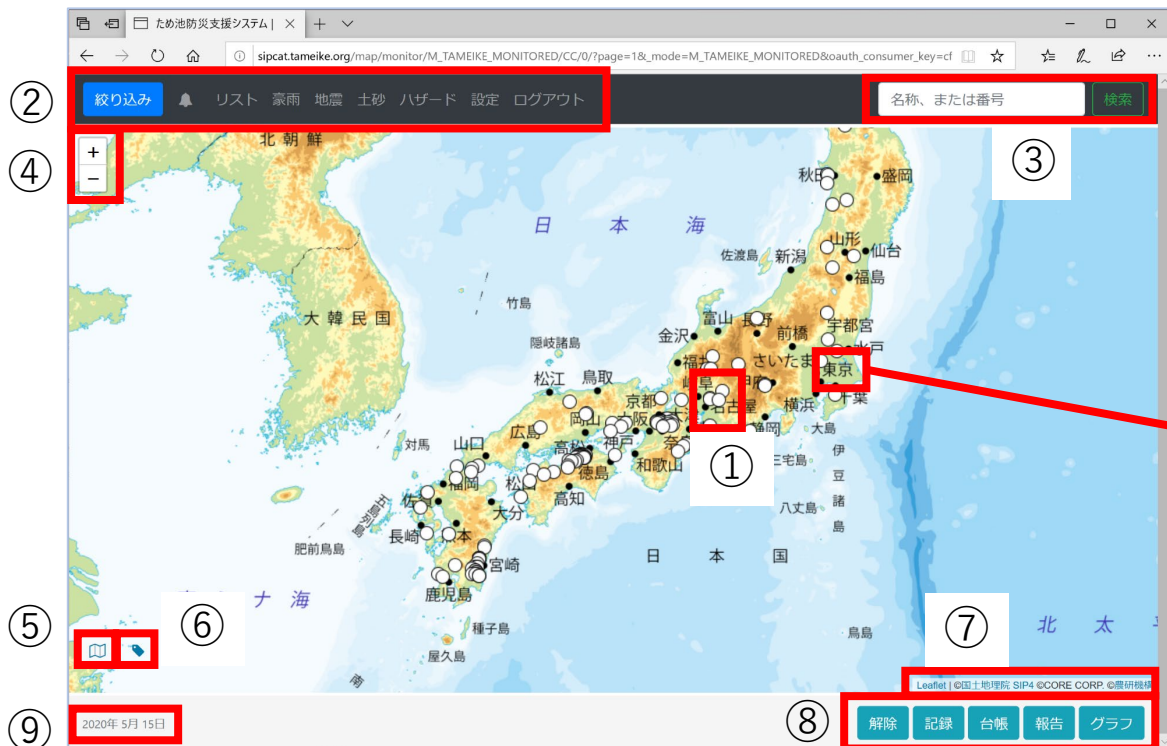 ため池防災支援システム |
sipcat.tameike.org/map/monitor/M_TAMEIKE_MONITORED/CC/0/?page=1&_mode=M_TAMEIKE_MONITORED&oauth_consumer_key=cf
②
絞り込み リスト 豪雨 地震 土砂 ハザード 設定 ログアウト
名称、または番号 検索
③
④
+
−
北朝鮮
秋田
盛岡
日本海
山形
仙台
佐渡島
新潟
福島
竹島
大韓民国
富山
長野
宇都宮
金沢
前橋
水戸
隠岐諸島
福井
さいたま
東京
松江
鳥取
岐阜
甲府
千葉
京都
名古屋
横浜
岡山
大阪
静岡
大島
対馬
山口
広島
高松
神戸
奈良
①
三宅島
伊豆諸島
福岡
松山
徳島
和歌山
佐賀
大分
高知
八丈島
五島列島
長崎
熊本
肥前鳥島
宮崎
日本国
鹿児島
ナ海
⑤
⑥
種子島
⑦
北太平
鳥島
屋久島
南
Leaflet | ©国土地理院 SIP4 ©CORE CORP. ©農研機構
⑨
2020年 5月 15日
⑧
解除 記録 台帳 報告 グラフ